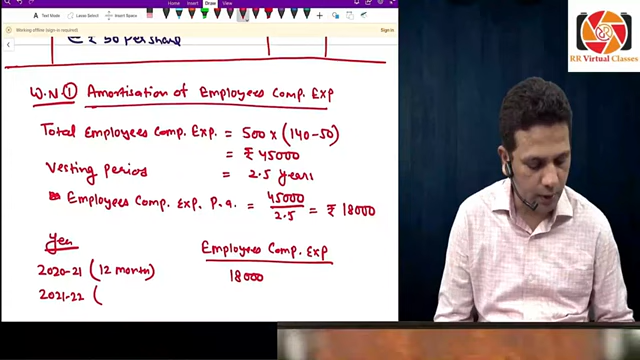 Text Mode
Lasso Select
Insert Space
Draw
View
Working offline (sign-in required)
Sign in
@ ₹ 50 per share
RR Virtual Classes
W.N ① Amortisation of Employees Comp. Exp
Total Employees Comp. Exp. = 500 x (140-50)
= ₹ 45000
Vesting period = 2.5 years
Employees Comp. Exp. P.a. = 45000/2.5 = ₹ 18000
Year Employees Comp. Exp
2020-21 (12 month) 18000
2021-22 (